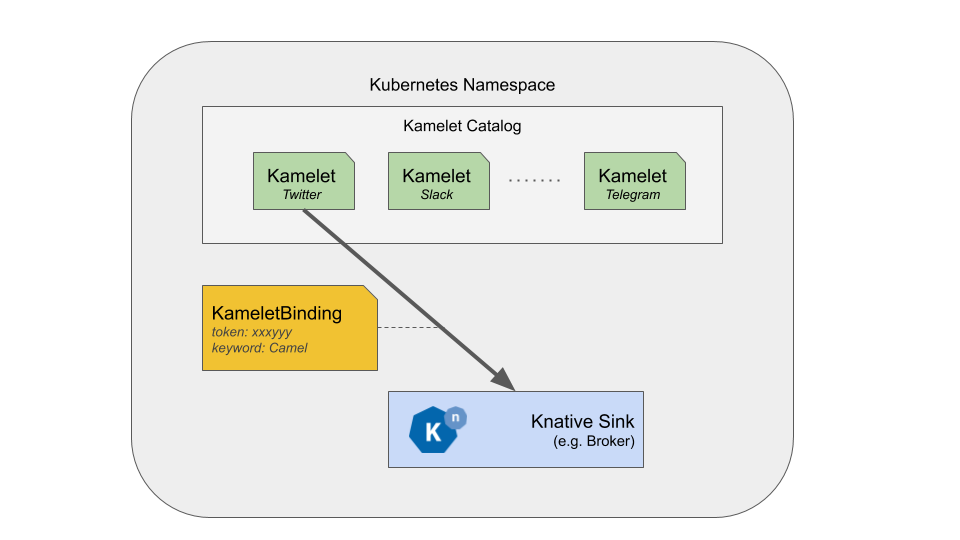 Kubernetes Namespace
Kamelet Catalog
Kamelet
Twitter
Kamelet
Slack
.......
Kamelet
Telegram
KameletBinding
token: xxxyyy
keyword: Camel
K
n
Knative Sink
(e.g. Broker)